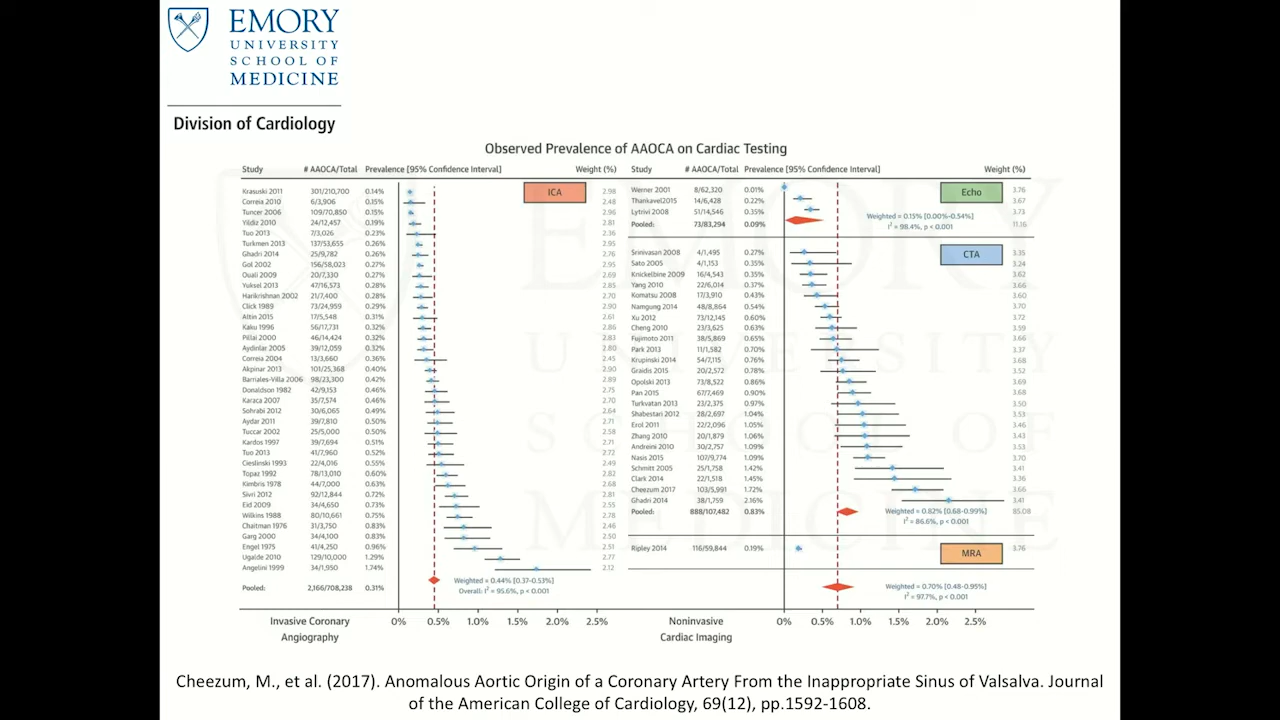 EMORY
UNIVERSITY
SCHOOL OF
MEDICINE
Division of Cardiology
Observed Prevalence of AAOCA on Cardiac Testing
Study # AAOCA/Total Prevalence [95% Confidence Interval] Weight (%)
ICA
Krasuski 2011 301/210,700 0.14% 2.98
Correia 2010 6/3,906 0.15% 2.48
Tuncer 2006 109/70,850 0.15% 2.96
Yildiz 2010 24/12,457 0.19% 2.81
Tuo 2013 7/3,026 0.23% 2.36
Turkmen 2013 137/53,655 0.26% 2.95
Ghadri 2014 25/9,782 0.26% 2.76
Gol 2002 156/58,023 0.27% 2.95
Ouali 2009 20/7,330 0.27% 2.69
Yuksel 2013 47/16,573 0.28% 2.85
Harikrishnan 2002 21/7,400 0.28% 2.70
Click 1989 73/24,959 0.29% 2.90
Altin 2015 17/5,548 0.31% 2.61
Kaku 1996 56/17,731 0.32% 2.86
Pillai 2000 46/14,424 0.32% 2.83
Aydinlar 2005 39/12,059 0.32% 2.80
Correia 2004 13/3,660 0.36% 2.45
Akpinar 2013 101/25,368 0.40% 2.90
Barriales-Villa 2006 98/23,300 0.42% 2.89
Donaldson 1982 42/9,153 0.46% 2.75
Karaca 2007 35/7,574 0.46% 2.70
Sohrabi 2012 30/6,065 0.49% 2.64
Aydar 2011 39/7,810 0.50% 2.71
Tuccar 2002 25/5,000 0.50% 2.58
Kardos 1997 39/7,694 0.51% 2.71
Tuo 2013 41/7,960 0.52% 2.72
Cieslinski 1993 22/4,016 0.55% 2.49
Topaz 1992 78/13,010 0.60% 2.82
Kimbris 1978 44/7,000 0.63% 2.68
Sivri 2012 92/12,844 0.72% 2.81
Eid 2009 34/4,650 0.73% 2.55
Wilkins 1988 80/10,661 0.75% 2.78
Chaitman 1976 31/3,750 0.83% 2.46
Garg 2000 34/4,100 0.83% 2.50
Engel 1975 41/4,250 0.96% 2.51
Ugalde 2010 129/10,000 1.29% 2.77
Angelini 1999 34/1,950 1.74% 2.12
Pooled: 2,166/708,238 0.31%
Weighted = 0.44% [0.37-0.53%]
Overall: I² = 95.6%, p < 0.001
0% 0.5% 1.0% 1.5% 2.0% 2.5%
Invasive Coronary
Angiography
Study # AAOCA/Total Prevalence [95% Confidence Interval] Weight (%)
Echo
Werner 2001 8/62,320 0.01% 3.76
Thankavel2015 14/6,428 0.22% 3.67
Lytrivi 2008 51/14,546 0.35% 3.73
Pooled: 73/83,294 0.09% 11.16
Weighted = 0.15% [0.00%-0.54%]
I² = 98.4%, p < 0.001
CTA
Srinivasan 2008 4/1,495 0.27% 3.35
Sato 2005 4/1,153 0.35% 3.24
Knickelbine 2009 16/4,543 0.35% 3.62
Yang 2010 22/6,014 0.37% 3.66
Komatsu 2008 17/3,910 0.43% 3.60
Namgung 2014 48/8,864 0.54% 3.70
Xu 2012 73/12,145 0.60% 3.72
Cheng 2010 23/3,625 0.63% 3.59
Fujimoto 2011 38/5,869 0.65% 3.66
Park 2013 11/1,582 0.70% 3.37
Krupinski 2014 54/7,115 0.76% 3.68
Graidis 2015 20/2,572 0.78% 3.52
Opolski 2013 73/8,522 0.86% 3.69
Pan 2015 67/7,469 0.90% 3.68
Turkvatan 2013 23/2,375 0.97% 3.50
Shabestari 2012 28/2,697 1.04% 3.53
Erol 2011 22/2,096 1.05% 3.46
Zhang 2010 20/1,879 1.06% 3.43
Andreini 2010 30/2,757 1.09% 3.53
Nasis 2015 107/9,774 1.09% 3.70
Schmitt 2005 25/1,758 1.42% 3.41
Clark 2014 22/1,518 1.45% 3.36
Cheezum 2017 103/5,991 1.72% 3.66
Ghadri 2014 38/1,759 2.16% 3.41
Pooled: 888/107,482 0.83% 85.08
Weighted = 0.82% [0.68-0.99%]
I² = 86.6%, p < 0.001
Ripley 2014 116/59,844 0.19% 3.76
MRA
Weighted = 0.70% [0.48-0.95%]
I² = 97.7%, p < 0.001
0% 0.5% 1.0% 1.5% 2.0% 2.5%
Noninvasive
Cardiac Imaging
Cheezum, M., et al. (2017). Anomalous Aortic Origin of a Coronary Artery From the Inappropriate Sinus of Valsalva. Journal
of the American College of Cardiology, 69(12), pp.1592-1608.
EMORY
UNIVERSITY
SCHOOL OF
MEDICINE